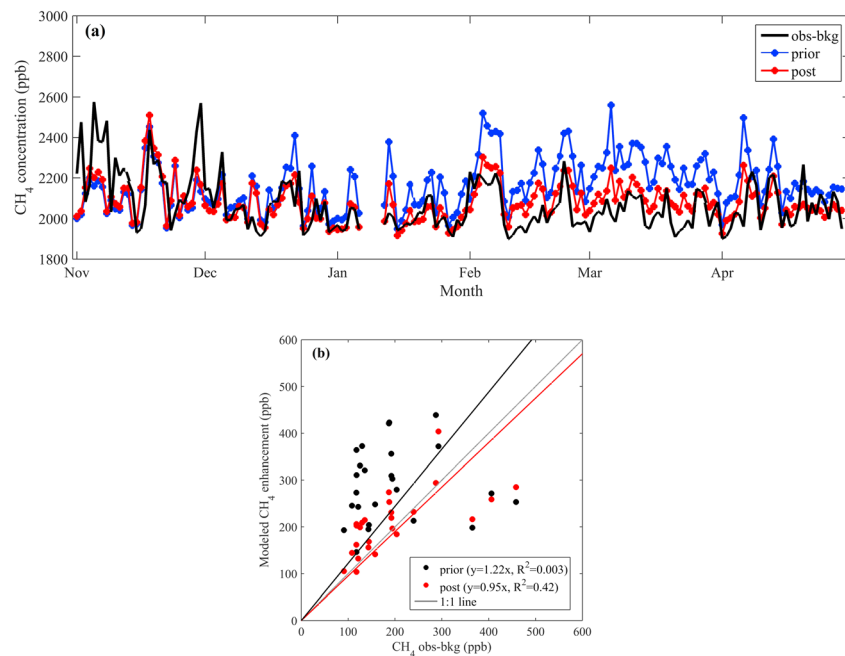 (a)
obs-bkg
prior
post
CH4 concentration (ppb)
3000
2800
2600
2400
2200
2000
1800
Nov Dec Jan Feb Mar Apr
Month
(b)
Modeled CH4 enhancement (ppb)
600
500
400
300
200
100
0
prior (y=1.22x, R²=0.003)
post (y=0.95x, R²=0.42)
1:1 line
0 100 200 300 400 500 600
CH4 obs-bkg (ppb)